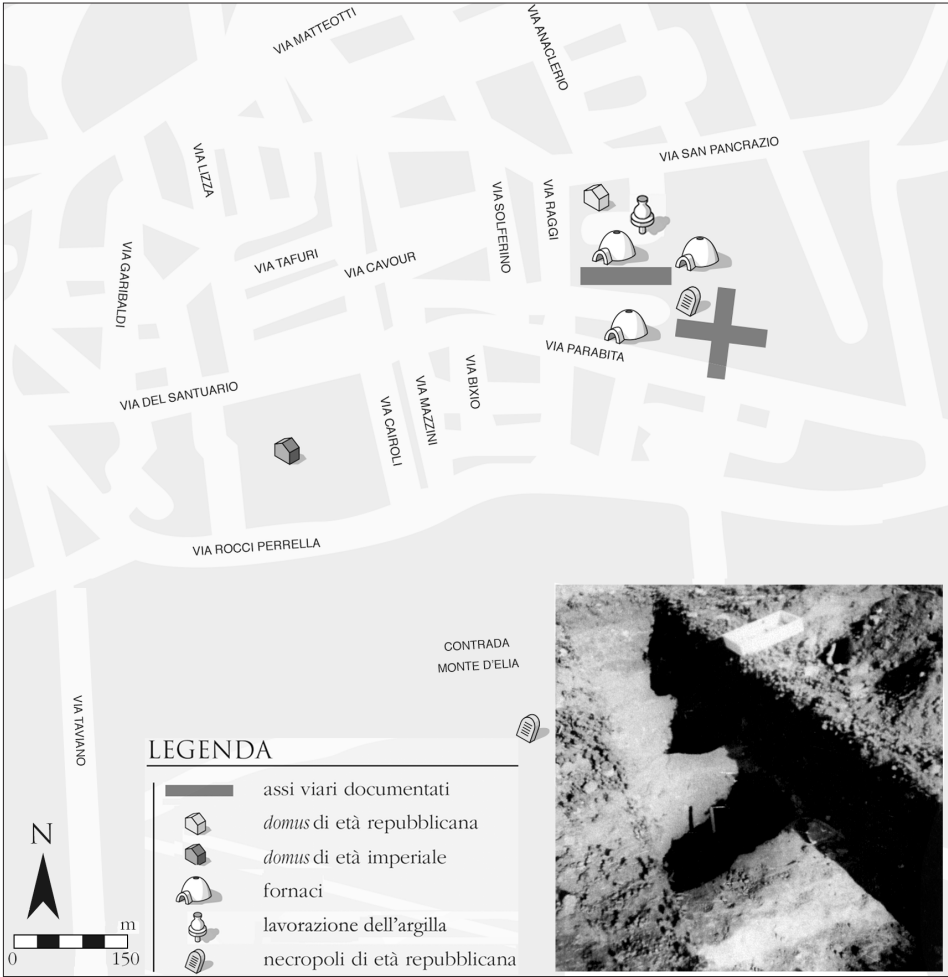 VIA MATTEOTTI
VIA ANACLERIO
VIA SAN PANCRAZIO
VIA LIZZA
VIA SOLFERINO
VIA RAGGI
VIA GARIBALDI
VIA TAFURI
VIA CAVOUR
VIA PARABITA
VIA DEL SANTUARIO
VIA BIXIO
VIA MAZZINI
VIA CAIROLI
VIA ROCCI PERRELLA
CONTRADA
MONTE D'ELIA
VIA TAVIANO
LEGENDA
assi viari documentati
domus di età repubblicana
domus di età imperiale
fornaci
lavorazione dell'argilla
necropoli di età repubblicana
N
m
0 150